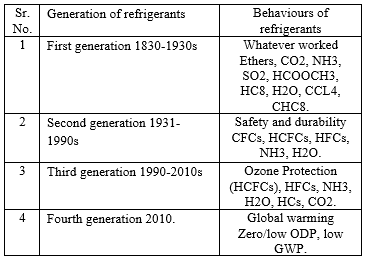 Sr. No. Generation of refrigerants Behaviours of refrigerants
1 First generation 1830-1930s Whatever worked
Ethers, CO2, NH3,
SO2, HCOOCH3,
HC8, H2O, CCL4,
CHC8.
2 Second generation 1931-
1990s
Safety and durability
CFCs, HCFCs, HFCs,
NH3, H2O.
3 Third generation 1990-2010s Ozone Protection
(HCFCs), HFCs, NH3,
H2O, HCs, CO2.
4 Fourth generation 2010. Global warming
Zero/low ODP, low
GWP.